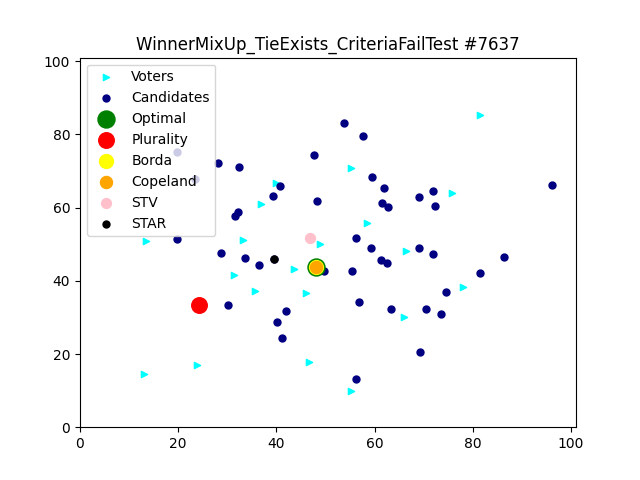 WinnerMixUp_TieExists_CriteriaFailTest #7637
100
80
60
40
20
0
Voters
Candidates
Optimal
Plurality
Borda
Copeland
STV
STAR
0 20 40 60 80 100